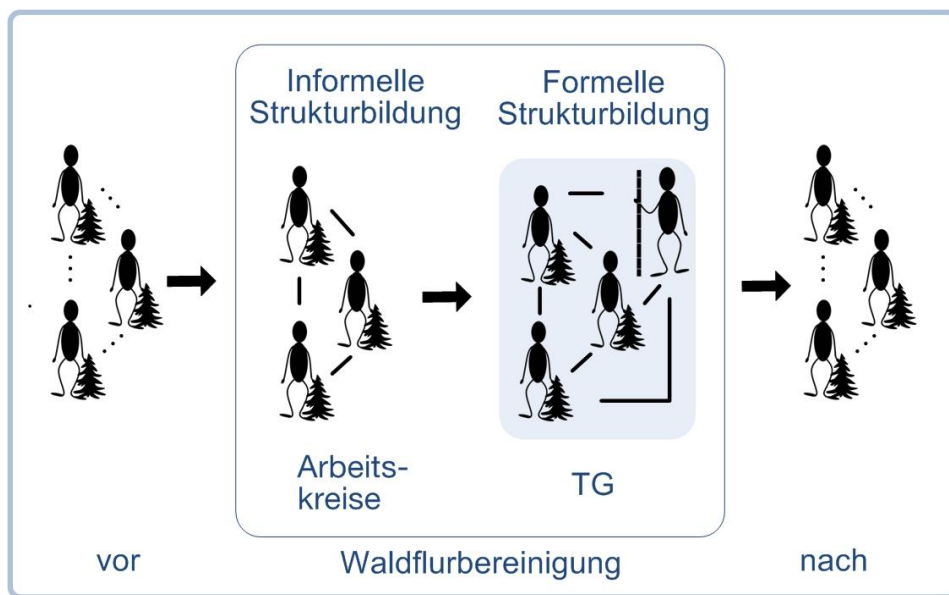 Informelle
Strukturbildung
Formelle
Strukturbildung
Arbeits-
kreise
TG
vor
Waldflurbereinigung
nach